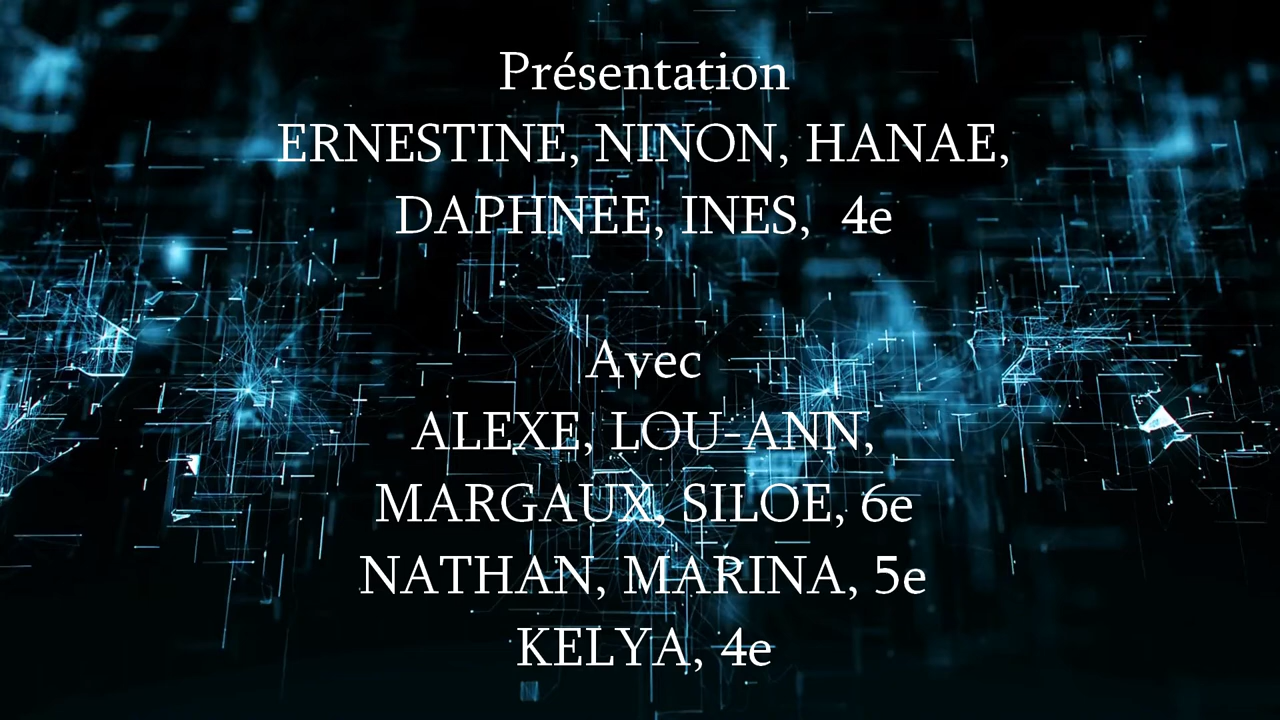 Présentation
ERNESTINE, NINON, HANAE,
DAPHNEE, INES, 4e
Avec
ALEXE, LOU-ANN,
MARGAUX, SILOE, 6e
NATHAN, MARINA, 5e
KELYA, 4e